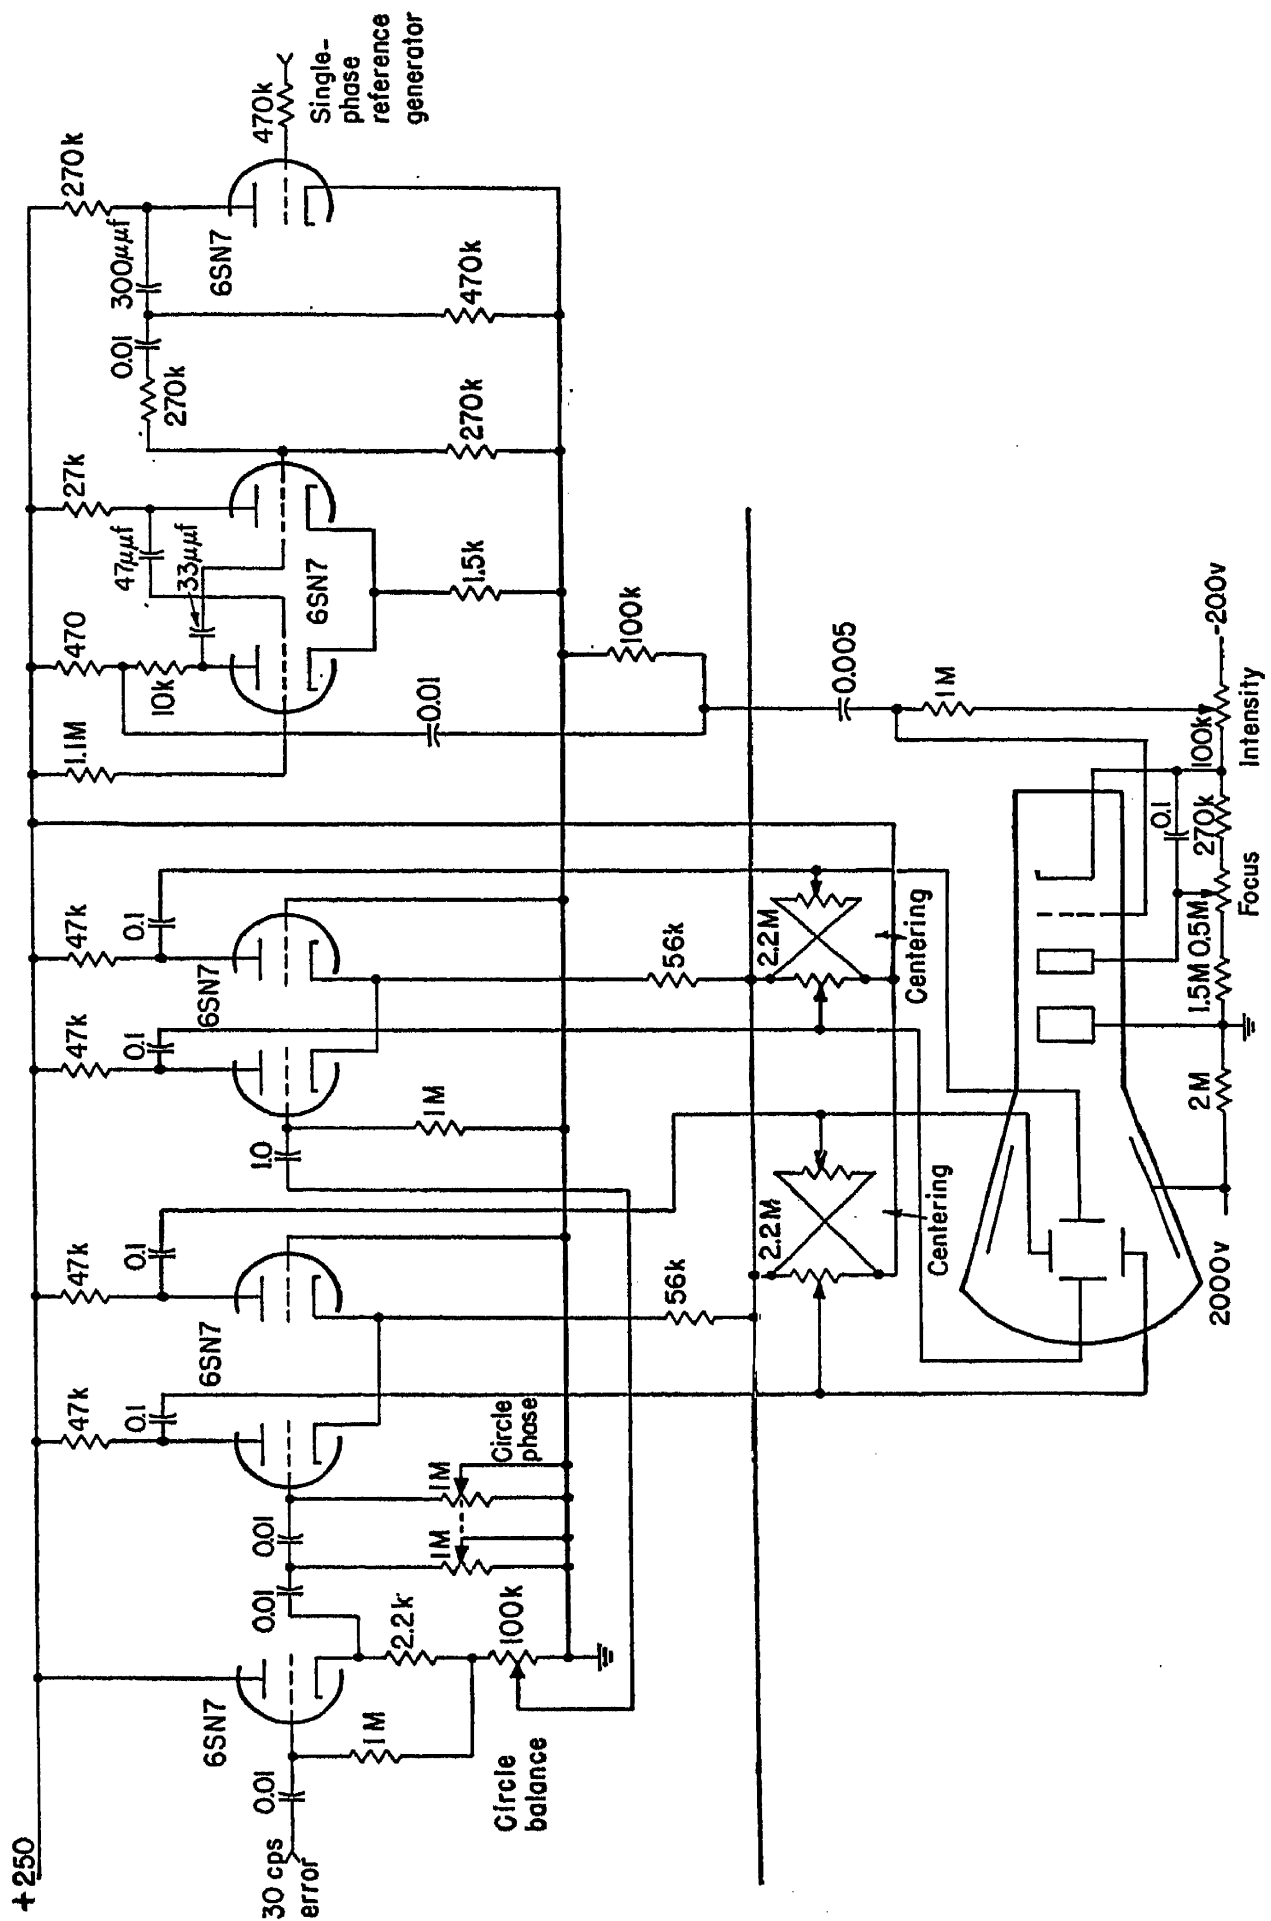 +250
30 cps
error
0.01
6SN7
1M
Circle
balance
2.2k
100k
0.01
0.01
1M
1M
Circle
phase
47k
0.1
6SN7
47k
0.1
56k
1.0
1M
47k
0.1
6SN7
47k
0.1
56k
1.1M
470
10k
0.01
33μμf
47μμf
6SN7
27k
1.5k
270k
270k
0.01
300μμf
470k
270k
6SN7
470k
Single-
phase
reference
generator
100k
0.005
1M
2.2M
Centering
2.2M
Centering
2000v
2M
1.5M
0.5M
Focus
270k
0.1
100k
Intensity
-200v